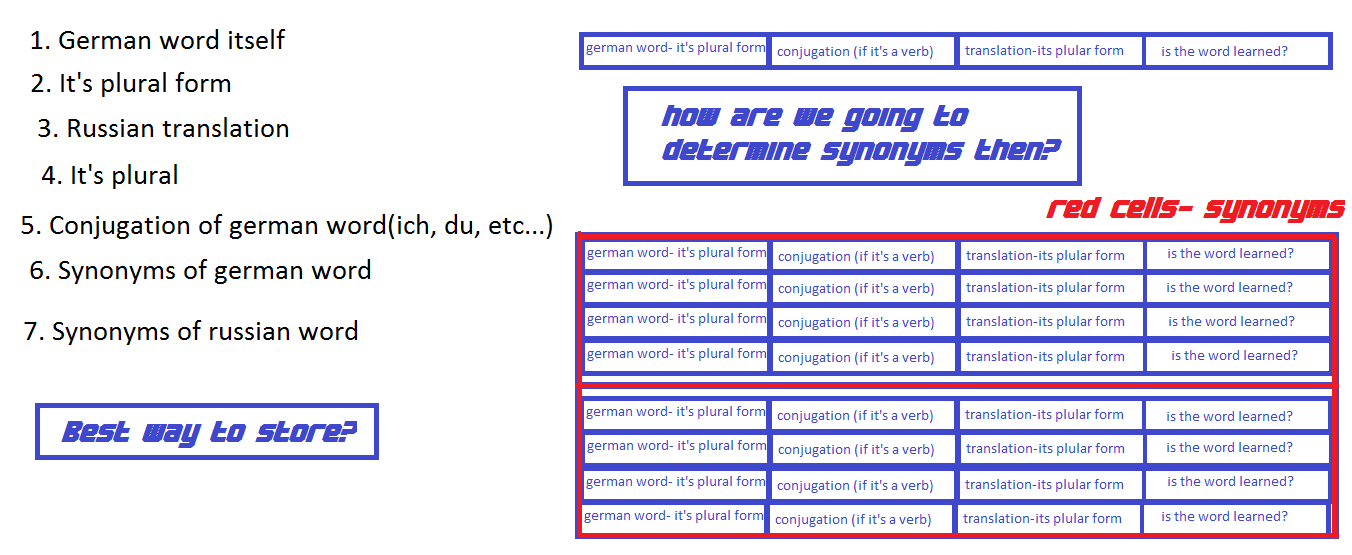 1. German word itself
2. It's plural form
3. Russian translation
4. It's plural
5. Conjugation of german word(ich, du, etc...)
6. Synonyms of german word
7. Synonyms of russian word
Best way to store?
german word- it's plural form conjugation (if it's a verb) translation-its plular form is the word learned?
how are we going to
determine synonyms then?
red cells- synonyms
german word- it's plural form conjugation (if it's a verb) translation-its plular form is the word learned?
german word- it's plural form conjugation (if it's a verb) translation-its plular form is the word learned?
german word- it's plural form conjugation (if it's a verb) translation-its plular form is the word learned?
german word- it's plural form conjugation (if it's a verb) translation-its plular form is the word learned?
german word- it's plural form conjugation (if it's a verb) translation-its plular form is the word learned?
german word- it's plural form conjugation (if it's a verb) translation-its plular form is the word learned?
german word- it's plural form conjugation (if it's a verb) translation-its plular form is the word learned?
german word- it's plural form conjugation (if it's a verb) translation-its plular form is the word learned?